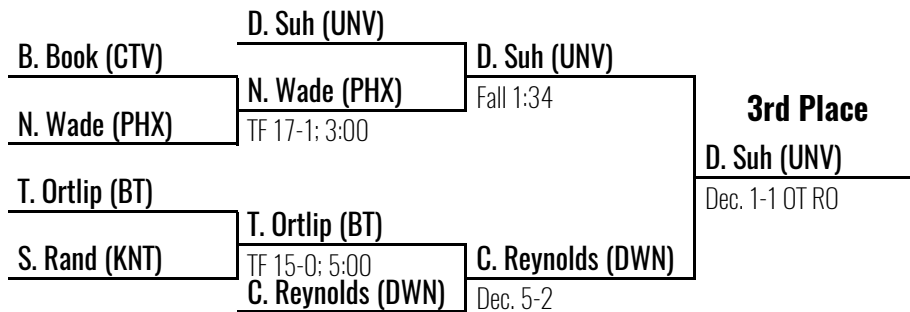 D. Suh (UNV)
B. Book (CTV)
D. Suh (UNV)
N. Wade (PHX)
Fall 1:34
3rd Place
N. Wade (PHX)
TF 17-1; 3:00
D. Suh (UNV)
T. Ortlip (BT)
Dec. 1-1 OT RO
T. Ortlip (BT)
S. Rand (KNT)
TF 15-0; 5:00
C. Reynolds (DWN)
C. Reynolds (DWN)
Dec. 5-2